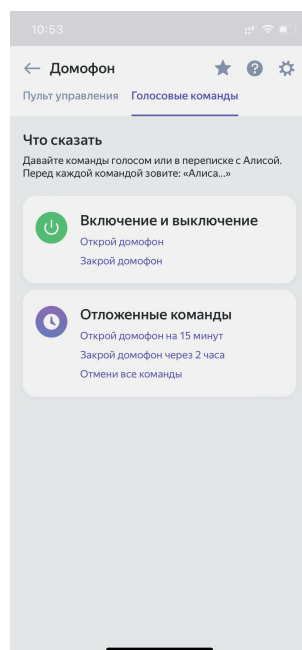 10:53
Домофон
Пульт управления Голосовые команды
Что сказать
Давайте команды голосом или в переписке с Алисой.
Перед каждой командой зовите: «Алиса...»
Включение и выключение
Открой домофон
Закрой домофон
Отложенные команды
Открой домофон на 15 минут
Закрой домофон через 2 часа
Отмени все команды